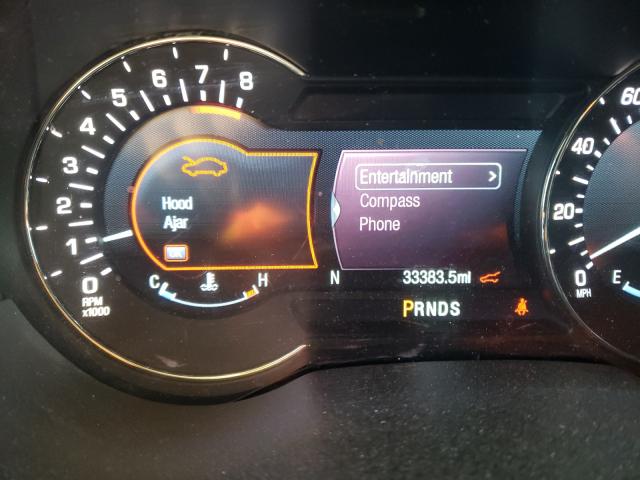 8
7
6
5
4
3
2
1
0
RPM
x1000
Hood
Ajar
OK
C
H
Entertainment >
Compass
Phone
N
33383.5mi
PRNDS
60
40
20
0
MPH
E